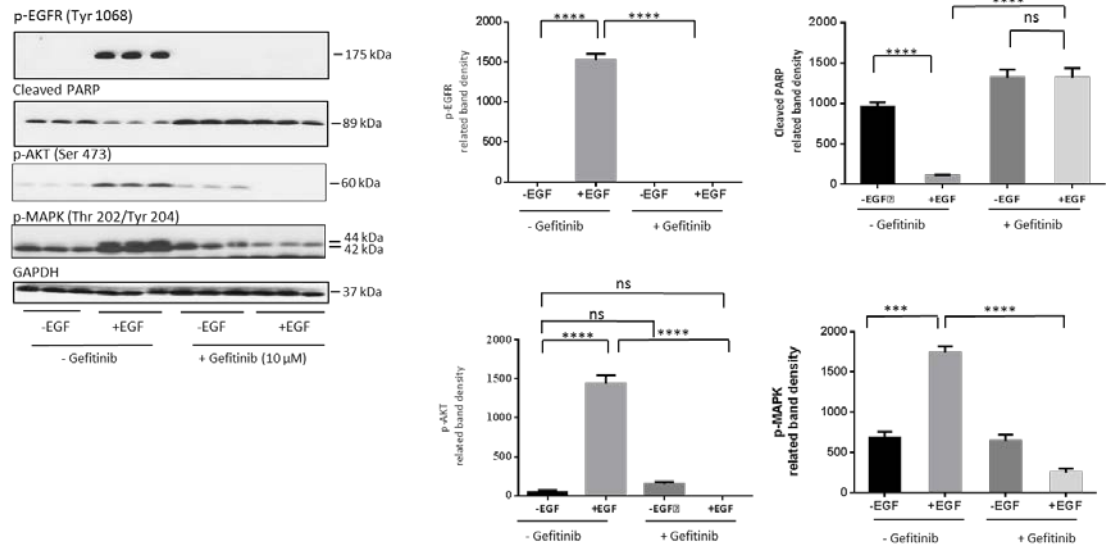 p-EGFR (Tyr 1068)
175 kDa
Cleaved PARP
89 kDa
p-AKT (Ser 473)
60 kDa
p-MAPK (Thr 202/Tyr 204)
44 kDa
42 kDa
GAPDH
37 kDa
-EGF +EGF -EGF +EGF
- Gefitinib + Gefitinib (10 µM)
p-EGFR
related band density
2000
1500
1000
500
0
**** ****
-EGF +EGF -EGF +EGF
- Gefitinib + Gefitinib
Cleaved PARP
related band density
2000
1500
1000
500
0
****
ns
****
-EGF +EGF -EGF +EGF
- Gefitinib + Gefitinib
p-AKT
related band density
2000
1500
1000
500
0
ns
ns
**** ****
-EGF +EGF -EGF +EGF
- Gefitinib + Gefitinib
p-MAPK
related band density
2000
1500
1000
500
0
*** ****
-EGF +EGF -EGF +EGF
- Gefitinib + Gefitinib